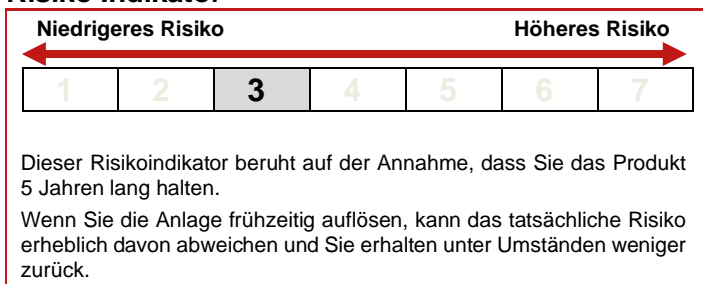 Niedrigeres Risiko Höheres Risiko
1 2 3 4 5 6 7
Dieser Risikoindikator beruht auf der Annahme, dass Sie das Produkt
5 Jahren lang halten.
Wenn Sie die Anlage frühzeitig auflösen, kann das tatsächliche Risiko
erheblich davon abweichen und Sie erhalten unter Umständen weniger
zurück.